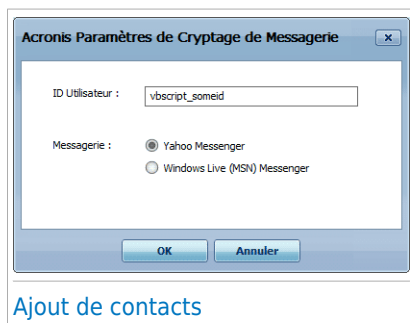 Acronis Paramètres de Cryptage de Messagerie
ID Utilisateur :
vbscript_someid
Messagerie :
Yahoo Messenger
Windows Live (MSN) Messenger
OK
Annuler
Ajout de contacts